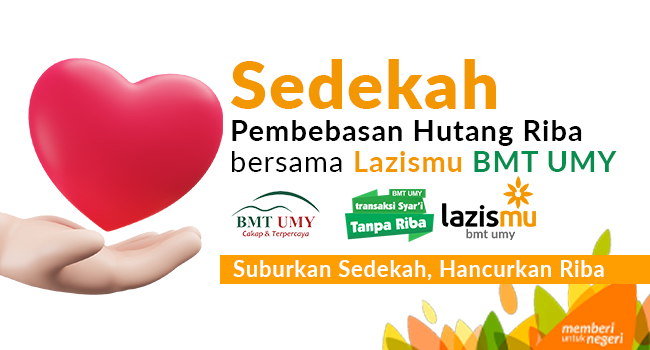 Sedekah
Pembebasan Hutang Riba
bersama Lazismu BMT UMY
BMT UMY
Cakap & Terpercaya
BMT UMY
transaksi Syar'i
Tanpa Riba
lazismu
bmt umy
Suburkan Sedekah, Hancurkan Riba
memberi
untuk negeri